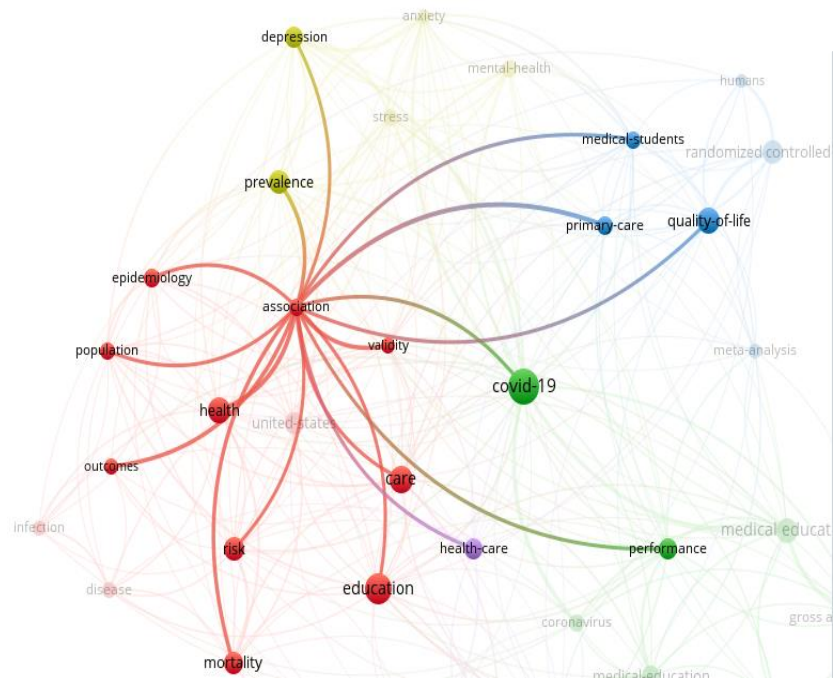 anxiety
depression
mental-health
humans
stress
medical-students
randomized controlled
prevalence
quality-of-life
primary-care
epidemiology
association
validity
population
meta-analysis
covid-19
health
united-states
outcomes
care
infection
medical educat
risk
health-care
performance
disease
education
gross a
coronavirus
mortality
medical-education